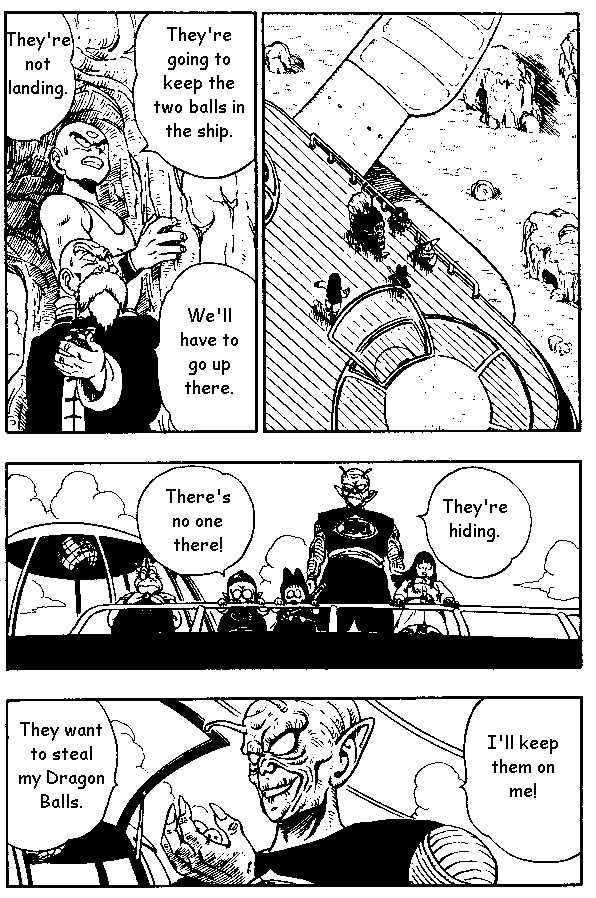 They're
not
landing.
They're
going to
keep the
two balls in
the ship.
We'll
have to
go up
there.
There's
no one
there!
They're
hiding.
They want
to steal
my Dragon
Balls.
I'll keep
them on
me!